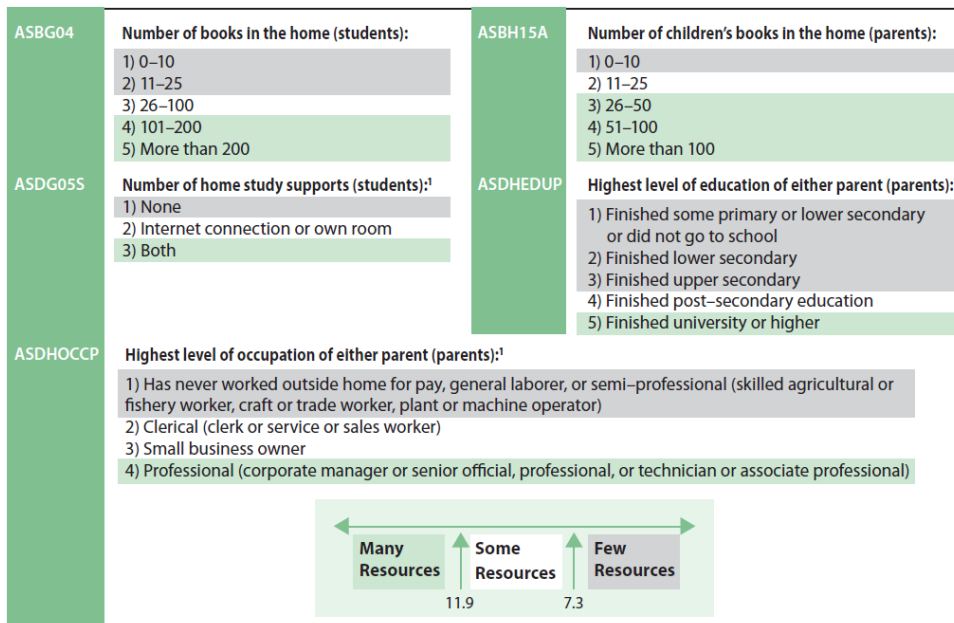 ASBG04
Number of books in the home (students):
1) 0–10
2) 11–25
3) 26–100
4) 101–200
5) More than 200
ASBH15A
Number of children's books in the home (parents):
1) 0–10
2) 11–25
3) 26–50
4) 51–100
5) More than 100
ASDG05S
Number of home study supports (students):¹
1) None
2) Internet connection or own room
3) Both
ASDHEDUP
Highest level of education of either parent (parents):
1) Finished some primary or lower secondary
or did not go to school
2) Finished lower secondary
3) Finished upper secondary
4) Finished post–secondary education
5) Finished university or higher
ASDHOCCP
Highest level of occupation of either parent (parents):¹
1) Has never worked outside home for pay, general laborer, or semi–professional (skilled agricultural or
fishery worker, craft or trade worker, plant or machine operator)
2) Clerical (clerk or service or sales worker)
3) Small business owner
4) Professional (corporate manager or senior official, professional, or technician or associate professional)
Many
Resources
Some
Resources
Few
Resources
11.9
7.3